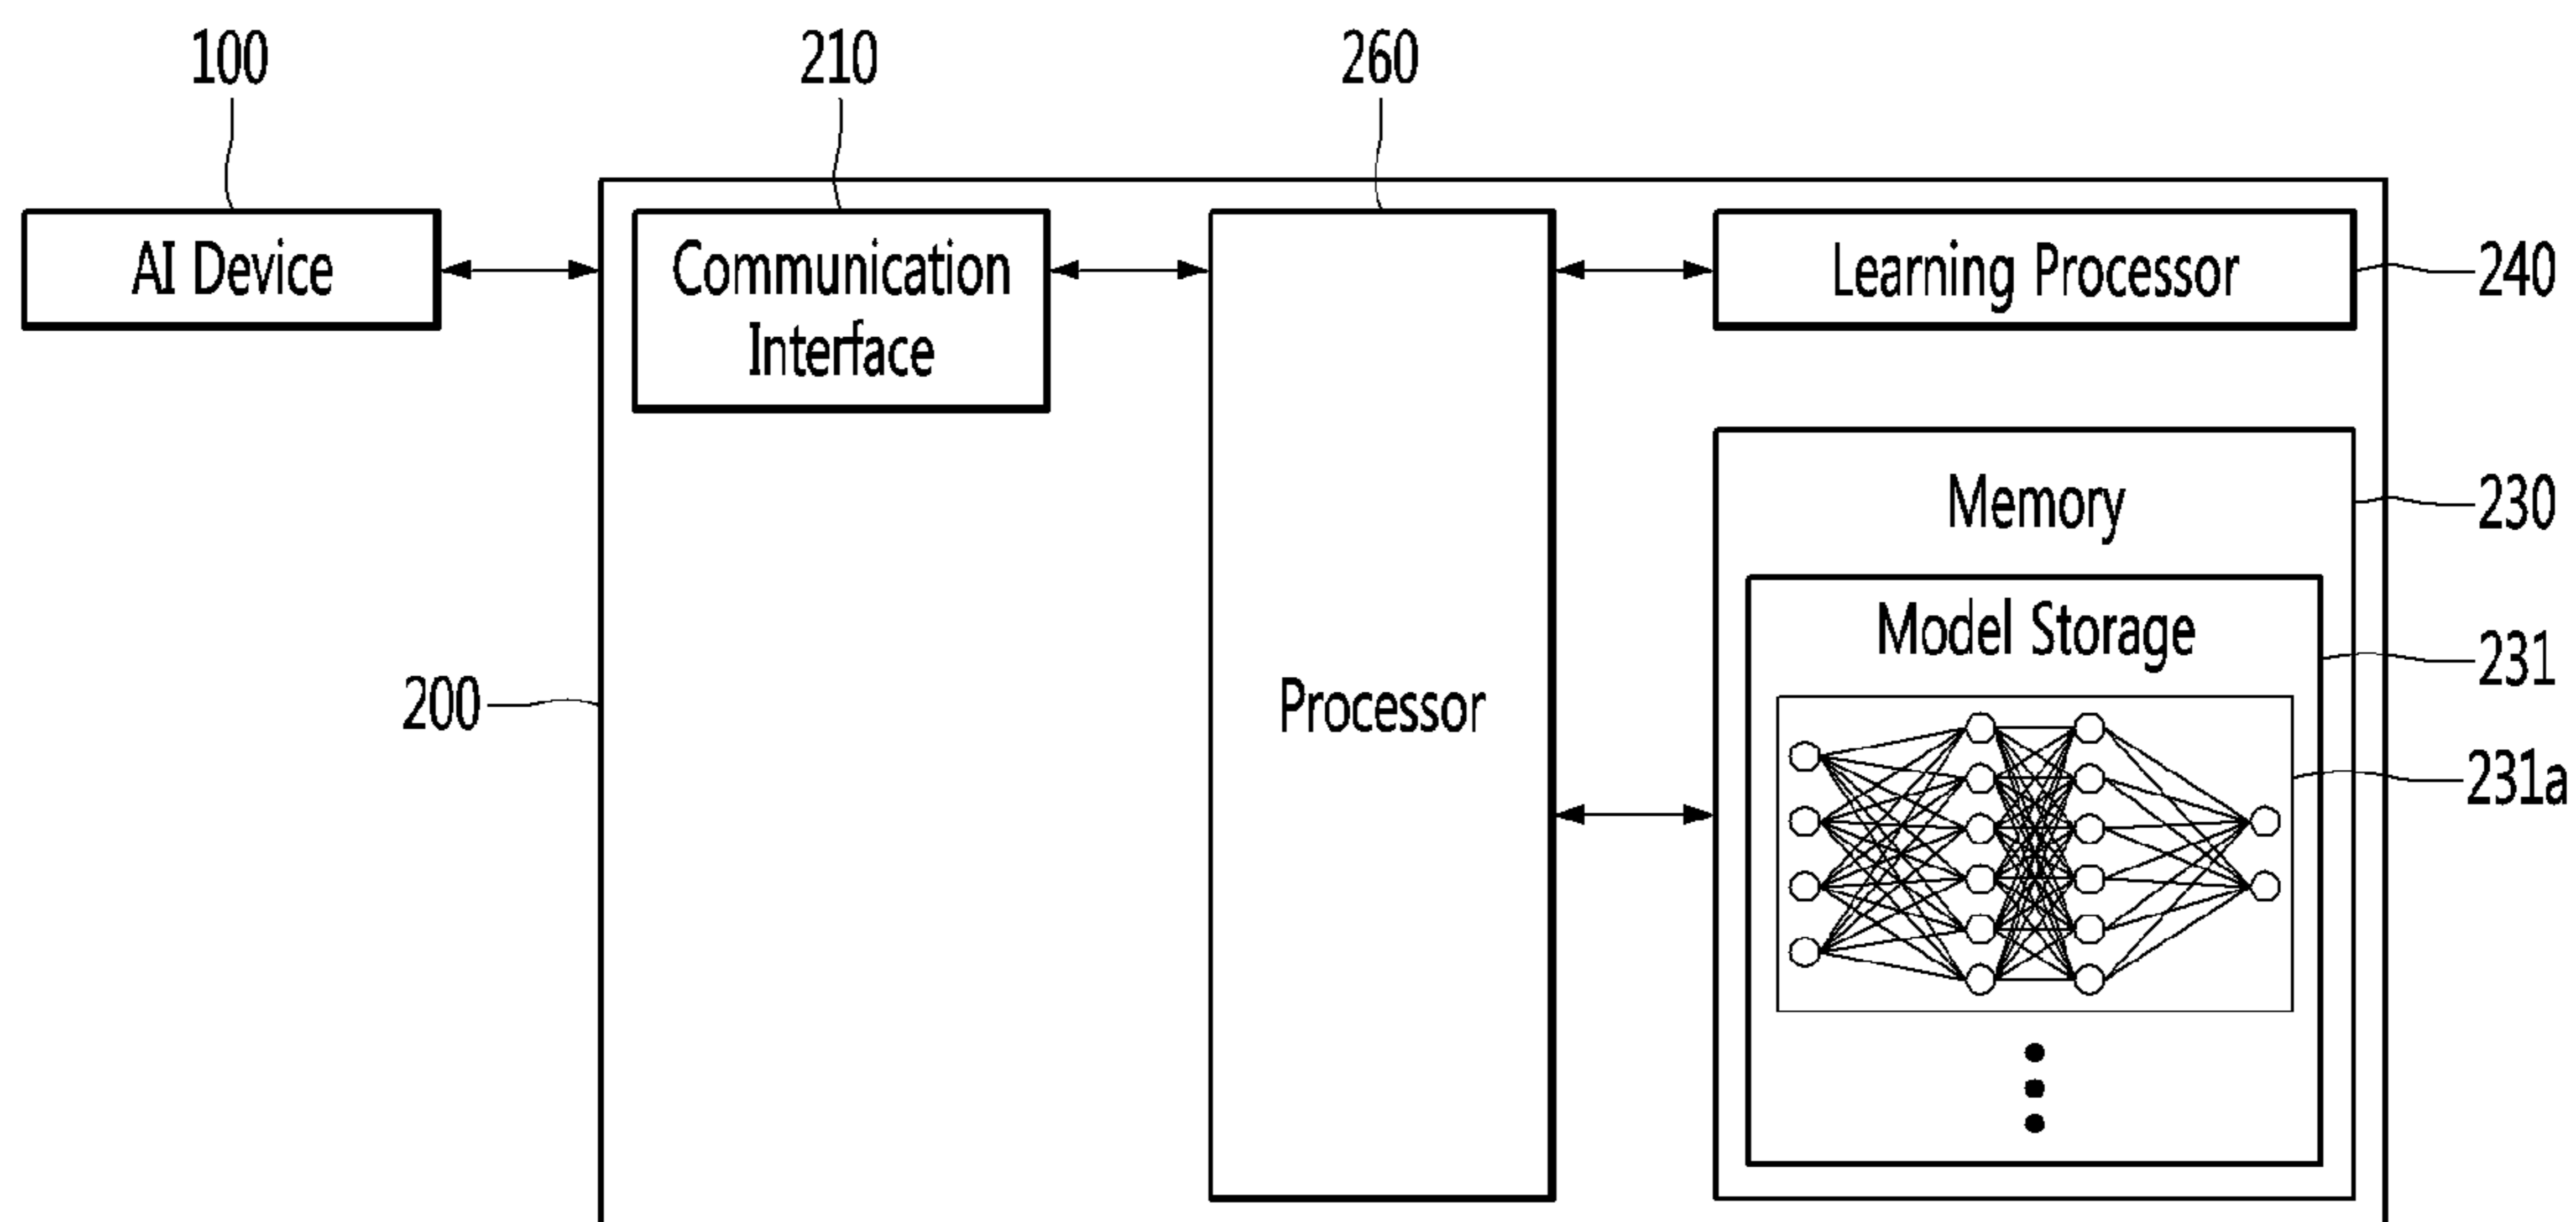 100
210
260
AI Device
Communication
Interface
Learning Processor
240
Memory
230
Model Storage
231
200
Processor
231a